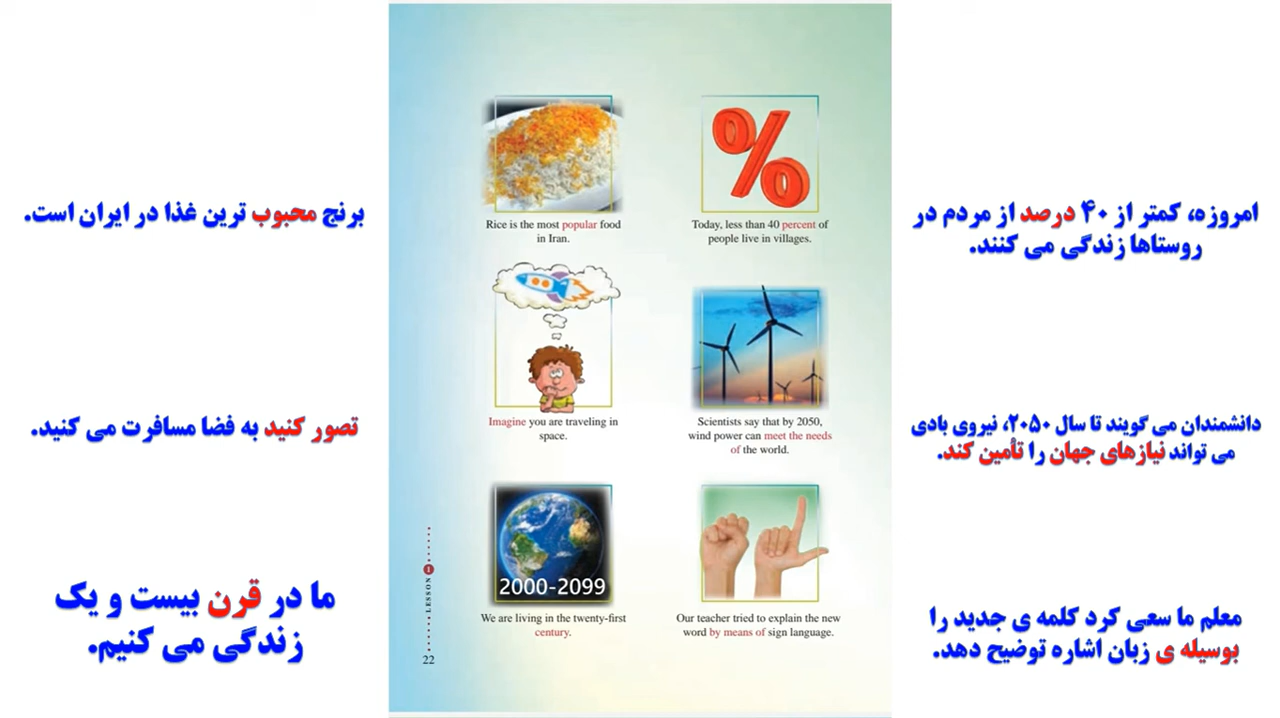 برنج محبوب ترین غذا در ایران است.
Rice is the most popular food
in Iran.
Today, less than 40 percent of
people live in villages.
امروزه، کمتر از ۴۰ درصد از مردم در
روستاها زندگی می کنند.
تصور کنید به فضا مسافرت می کنید.
Imagine you are traveling in
space.
Scientists say that by 2050,
wind power can meet the needs
of the world.
دانشمندان می گویند تا سال ۲۰۵۰، نیروی بادی
می تواند نیازهای جهان را تأمین کند.
ما در قرن بیست و یک
زندگی می کنیم.
2000-2099
We are living in the twenty-first
century.
Our teacher tried to explain the new
word by means of sign language.
معلم ما سعی کرد کلمه ی جدید را
بوسیله ی زبان اشاره توضیح دهد.
LESSON 1
22
%